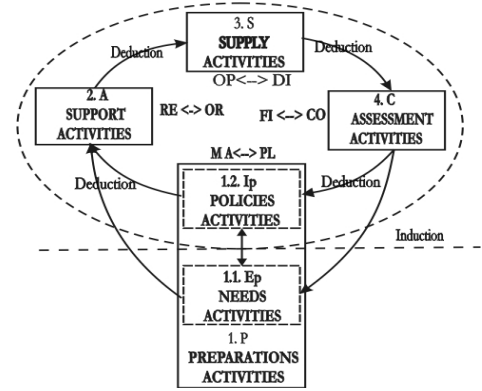 3. S
SUPPLY
ACTIVITIES
OP<--> DI
Deduction
Deduction
2. A
SUPPORT
ACTIVITIES
RE <-> OR
FI <--> CO
4. C
ASSESSMENT
ACTIVITIES
M A<--> PL
Deduction
1.2. Ip
POLICIES
ACTIVITIES
Deduction
Induction
1.1. Ep
NEEDS
ACTIVITIES
1. P
PREPARATIONS
ACTIVITIES